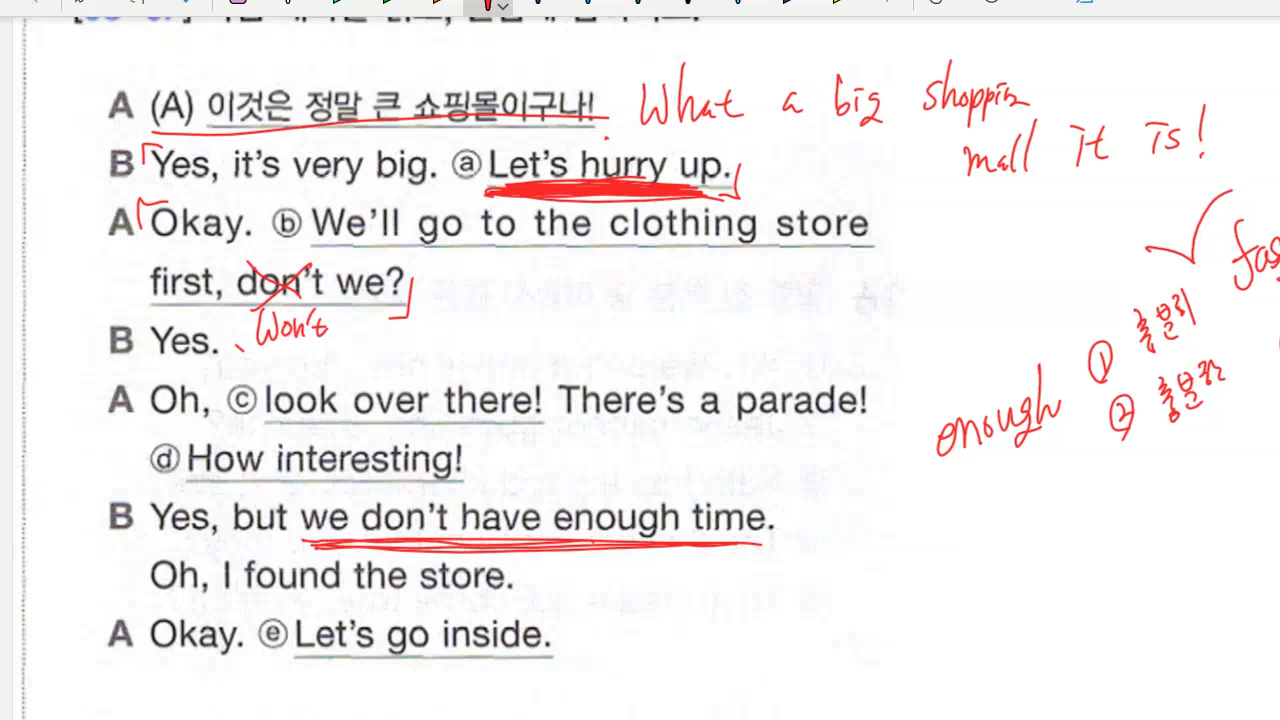 A (A) 이것은 정말 큰 쇼핑몰이구나! What a big shopping
mall it is!
B Yes, it's very big. ⓐ Let's hurry up.
A Okay. ⓑ We'll go to the clothing store
first, don't we?
Won't
B Yes.
A Oh, ⓒ look over there! There's a parade!
ⓓ How interesting!
B Yes, but we don't have enough time.
Oh, I found the store.
A Okay. ⓔ Let's go inside.
enough ① 충분히
② 충분한